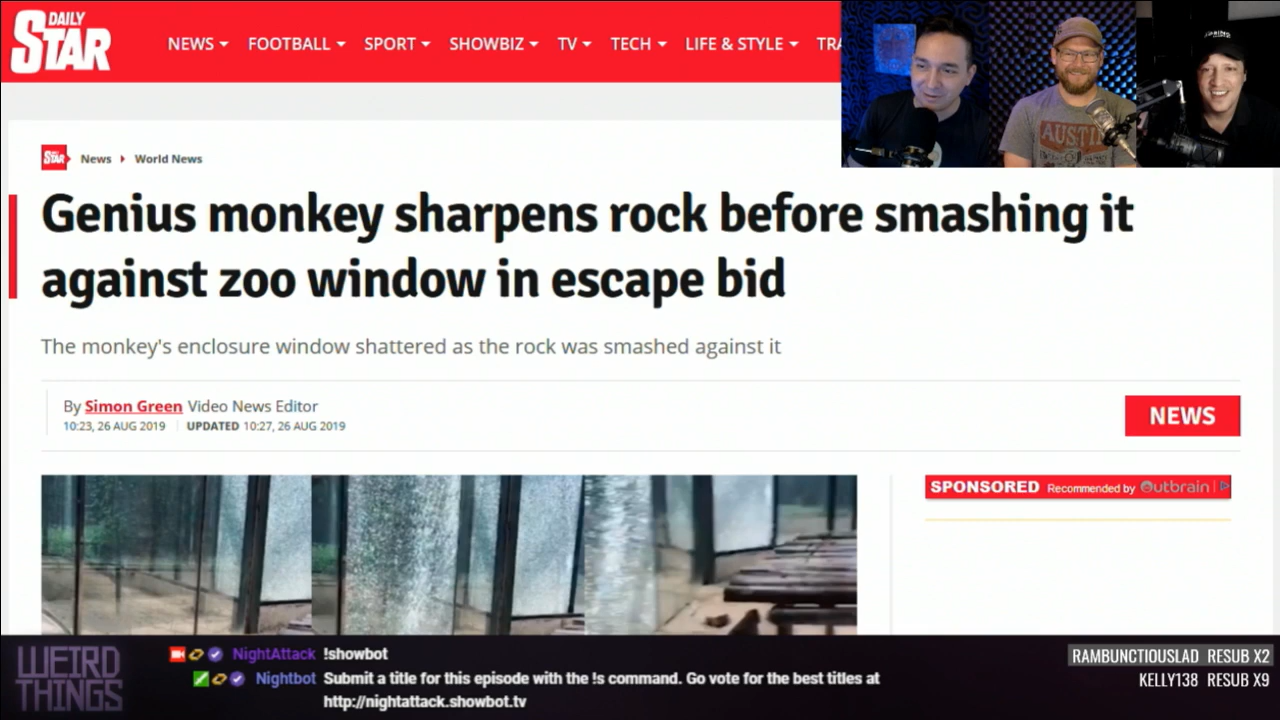 DAILY
STAR
NEWS FOOTBALL SPORT SHOWBIZ TV TECH LIFE & STYLE TRA
AUSTIN
STAR News World News
Genius monkey sharpens rock before smashing it
against zoo window in escape bid
The monkey's enclosure window shattered as the rock was smashed against it
By Simon Green Video News Editor
10:23, 26 AUG 2019 UPDATED 10:27, 26 AUG 2019
NEWS
SPONSORED Recommended by Outbrain
WEIRD
THINGS
NightAttack !showbot
Nightbot Submit a title for this episode with the !s command. Go vote for the best titles at
http://nightattack.showbot.tv
RAMBUNCTIOUSLAD RESUB X2
KELLY138 RESUB X9